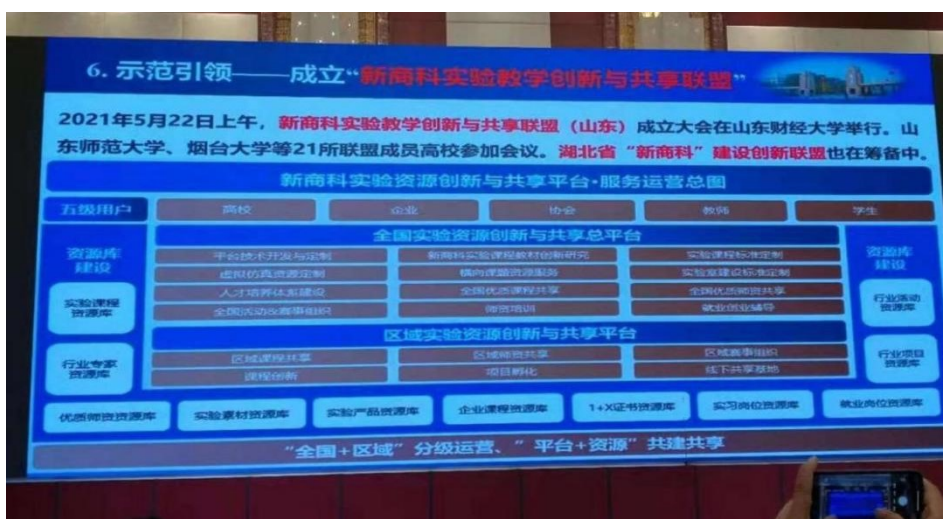 6. 示范引领——成立“新商科实验教学创新与共享联盟”
2021年5月22日上午，新商科实验教学创新与共享联盟（山东）成立大会在山东财经大学举行。山
东师范大学、烟台大学等21所联盟成员高校参加会议。湖北省“新商科”建设创新联盟也在筹备中。
新商科实验资源创新与共享平台·服务运营总图
五级用户 高校 企业 协会 教师 学生
全国实验资源创新与共享总平台
资源库
建设
平台技术开发与定制 新商科实验课程教材创新研究 实验课程标准定制
虚拟仿真资源定制 横向课题资源服务 实验室建设标准定制
人才培养体系建设 全国优质课程共享 全国优质师资共享
全国活动及赛事组织 师资培训 就业创业辅导
资源库
建设
实验课程
资源库
行业活动
资源库
区域实验资源创新与共享平台
区域课程共享 区域师资共享 区域赛事组织
课程创新 项目孵化 线下共享基地
行业专家
资源库
行业项目
资源库
优质师资资源库 实验素材资源库 实验产品资源库 企业课程资源库 1+X证书资源库 实习岗位资源库 就业岗位资源库
“全国+区域”分级运营、”平台+资源”共建共享